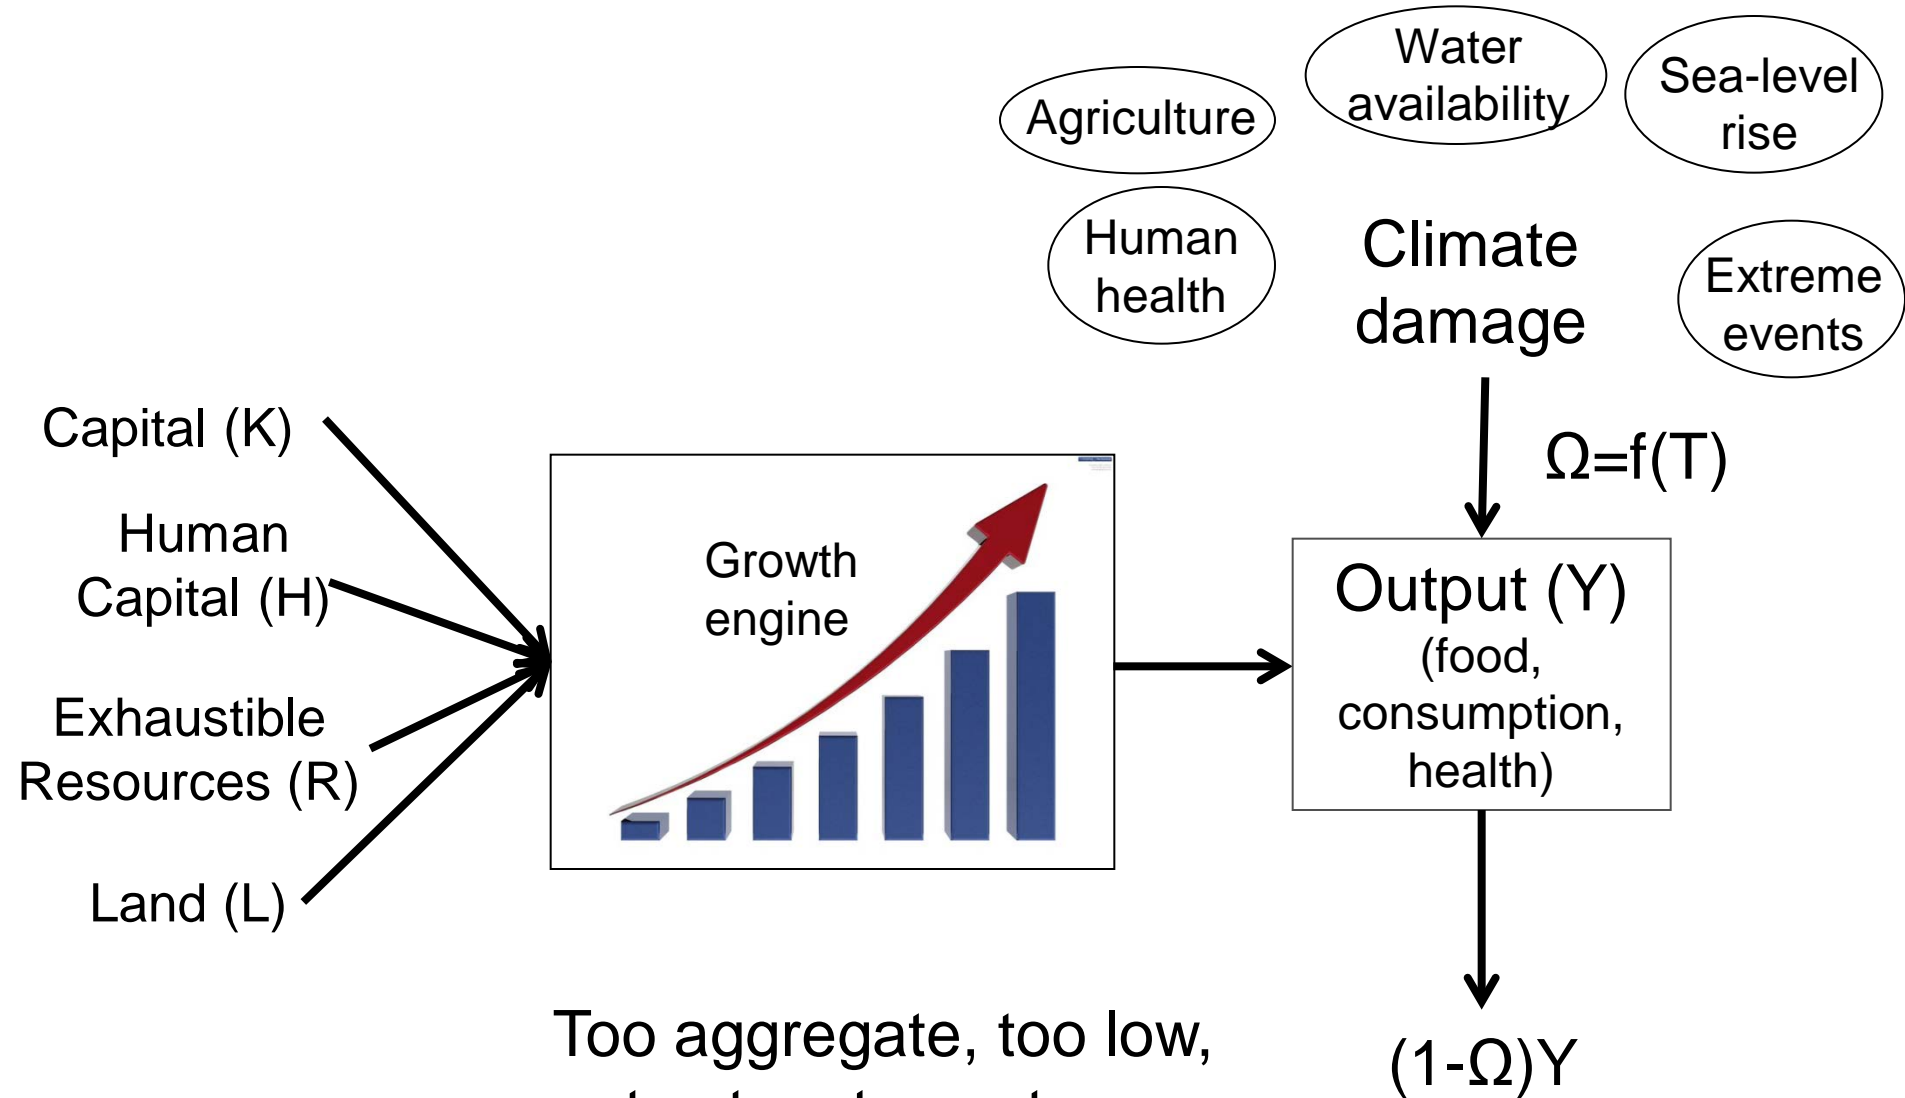 Water
availability
Sea-level
rise
Agriculture
Human
health
Climate
damage
Extreme
events
Ω=f(T)
Capital (K)
Human
Capital (H)
Exhaustible
Resources (R)
Land (L)
Growth
engine
Output (Y)
(food,
consumption,
health)
(1-Ω)Y
Too aggregate, too low,